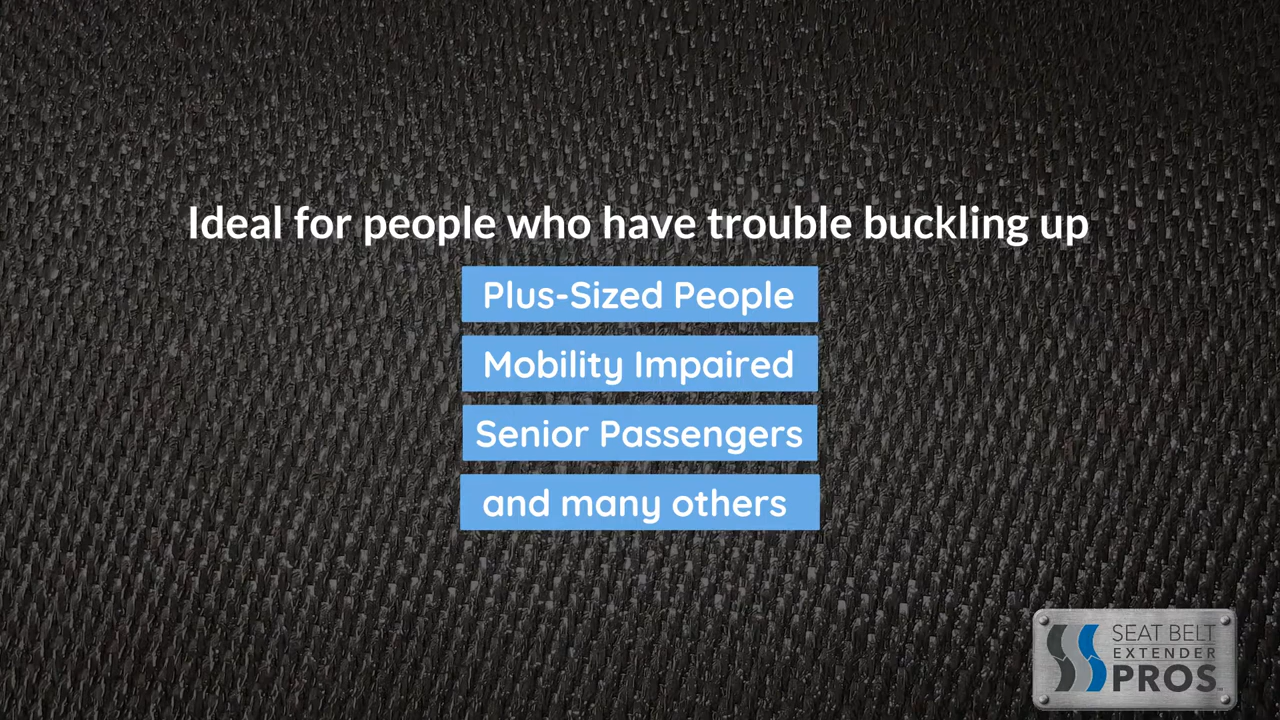 Ideal for people who have trouble buckling up
Plus-Sized People
Mobility Impaired
Senior Passengers
and many others
SEAT BELT
EXTENDER
PROS